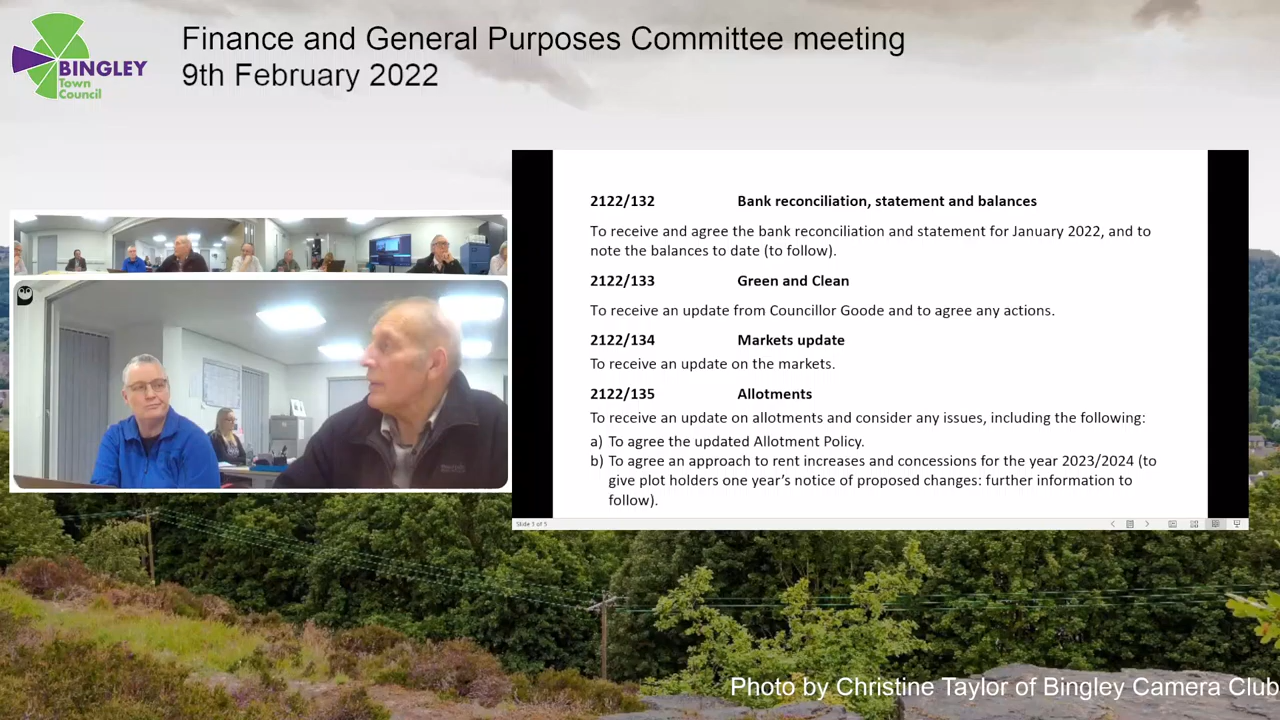 BINGLEY
Town
Council
Finance and General Purposes Committee meeting
9th February 2022
2122/132 Bank reconciliation, statement and balances
To receive and agree the bank reconciliation and statement for January 2022, and to
note the balances to date (to follow).
2122/133 Green and Clean
To receive an update from Councillor Goode and to agree any actions.
2122/134 Markets update
To receive an update on the markets.
2122/135 Allotments
To receive an update on allotments and consider any issues, including the following:
a) To agree the updated Allotment Policy.
b) To agree an approach to rent increases and concessions for the year 2023/2024 (to
give plot holders one year’s notice of proposed changes: further information to
follow).
Slide 1 of 5
Photo by Christine Taylor of Bingley Camera Club